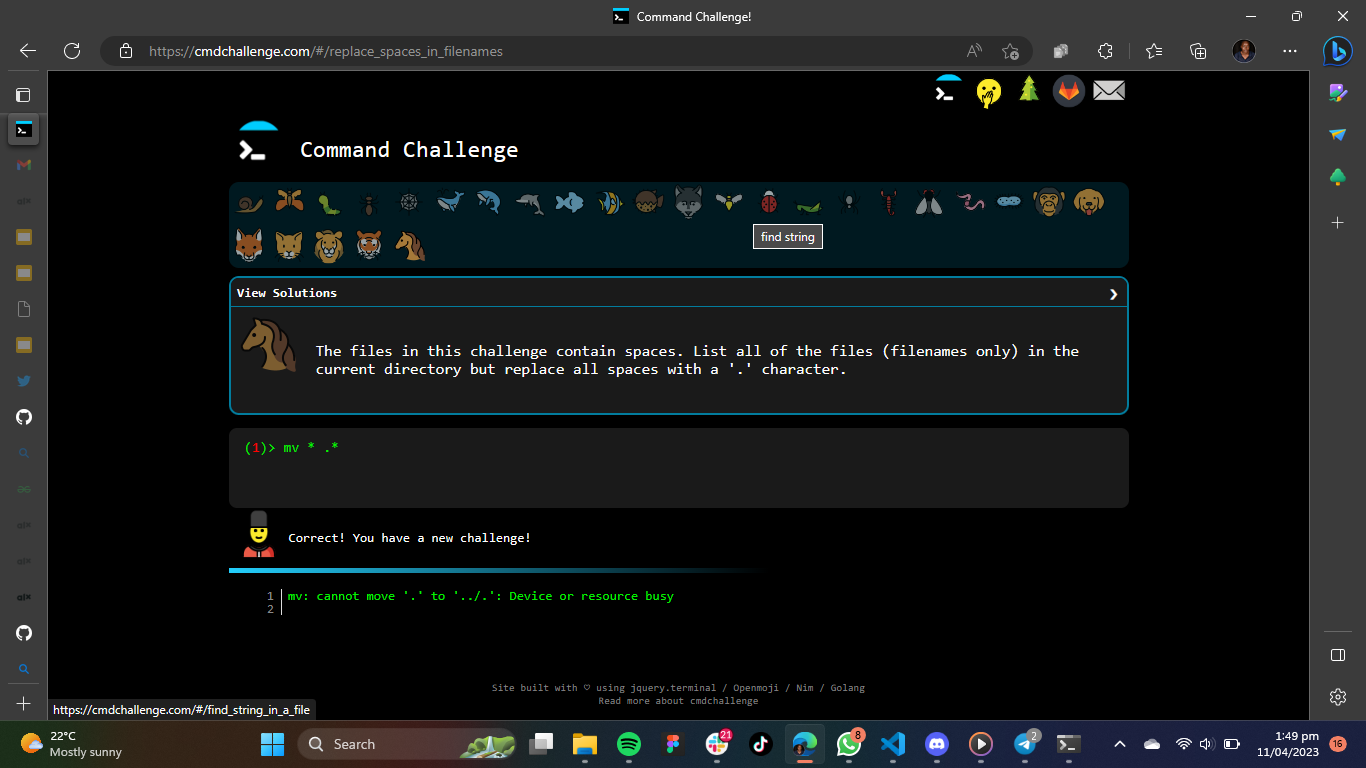 Command Challenge!
https://cmdchallenge.com/#/replace_spaces_in_filenames
Command Challenge
find string
View Solutions
The files in this challenge contain spaces. List all of the files (filenames only) in the
current directory but replace all spaces with a '.' character.
(1)> mv * .*
Correct! You have a new challenge!
1 mv: cannot move '.' to '../.': Device or resource busy
2
Site built with ♡ using jquery.terminal / Openmoji / Nim / Golang
Read more about cmdchallenge
https://cmdchallenge.com/#/find_string_in_a_file
22°C
Mostly sunny
Search
21
8
2
1:49 pm
11/04/2023
16